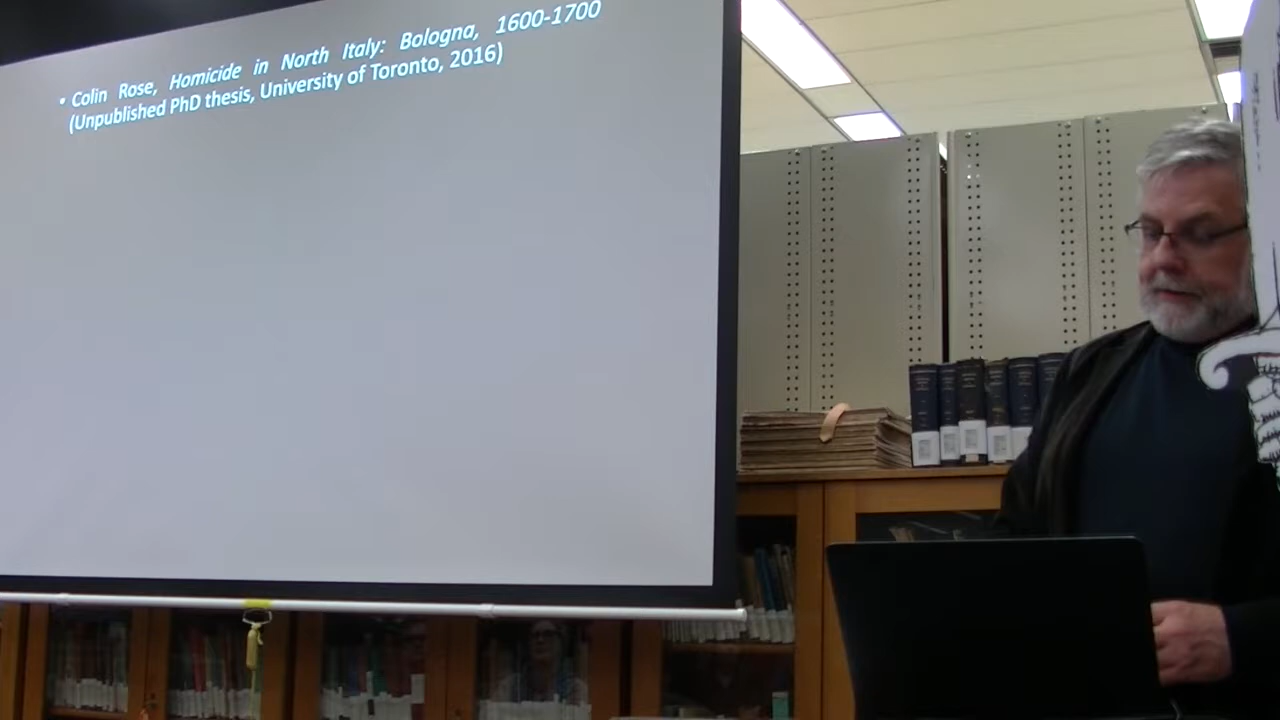 • Colin Rose, Homicide in North Italy: Bologna, 1600-1700
(Unpublished PhD thesis, University of Toronto, 2016)